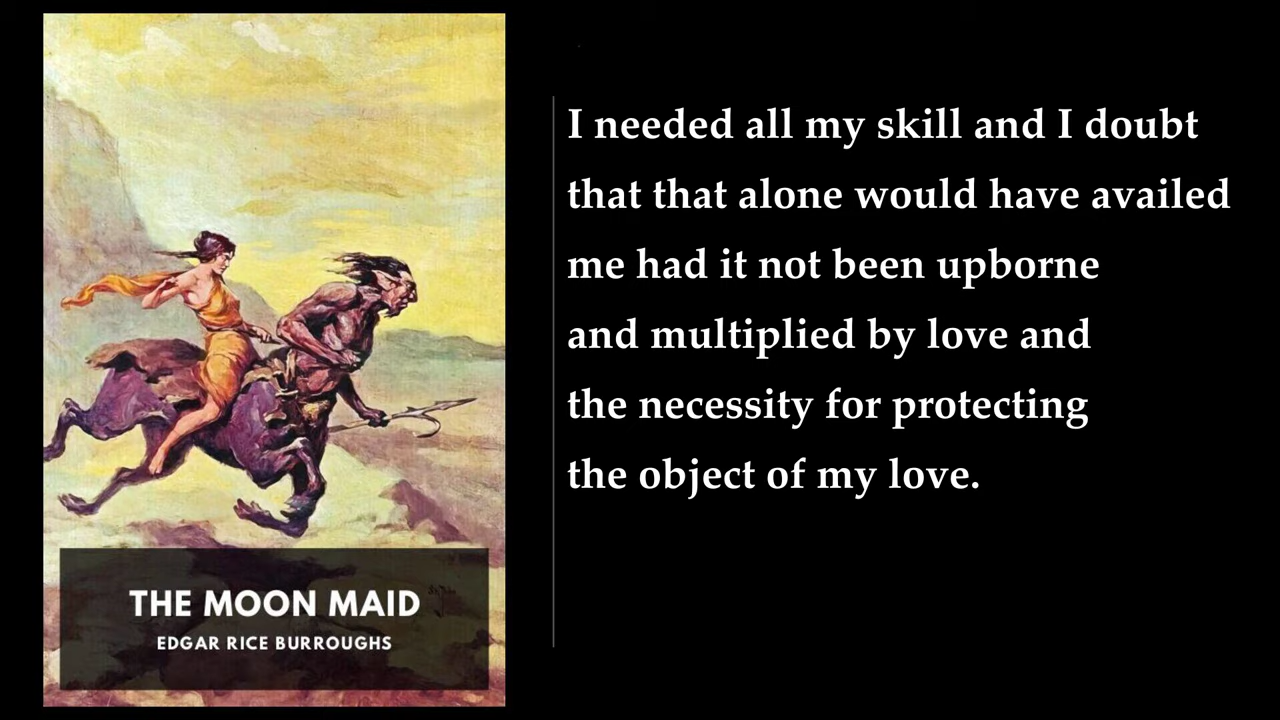 I needed all my skill and I doubt
that that alone would have availed
me had it not been upborne
and multiplied by love and
the necessity for protecting
the object of my love.
THE MOON MAID
EDGAR RICE BURROUGHS